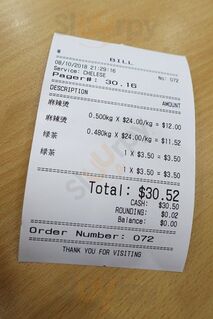 #
BILL
08/10/2018 21:29:16 No: 072
Service: CHELESE
Pager#: 30.16
DESCRIPTION AMOUNT
麻辣烫
0.500kg X $24.00/kg = $12.00
麻辣烫
0.480kg X $24.00/kg = $11.52
绿茶
1 X $3.50 = $3.50
绿茶
1 X $3.50 = $3.50
Total: $30.52
CASH: $30.50
ROUNDING: $0.02
Balance: $0.00
Order Number: 072
THANK YOU FOR VISITING